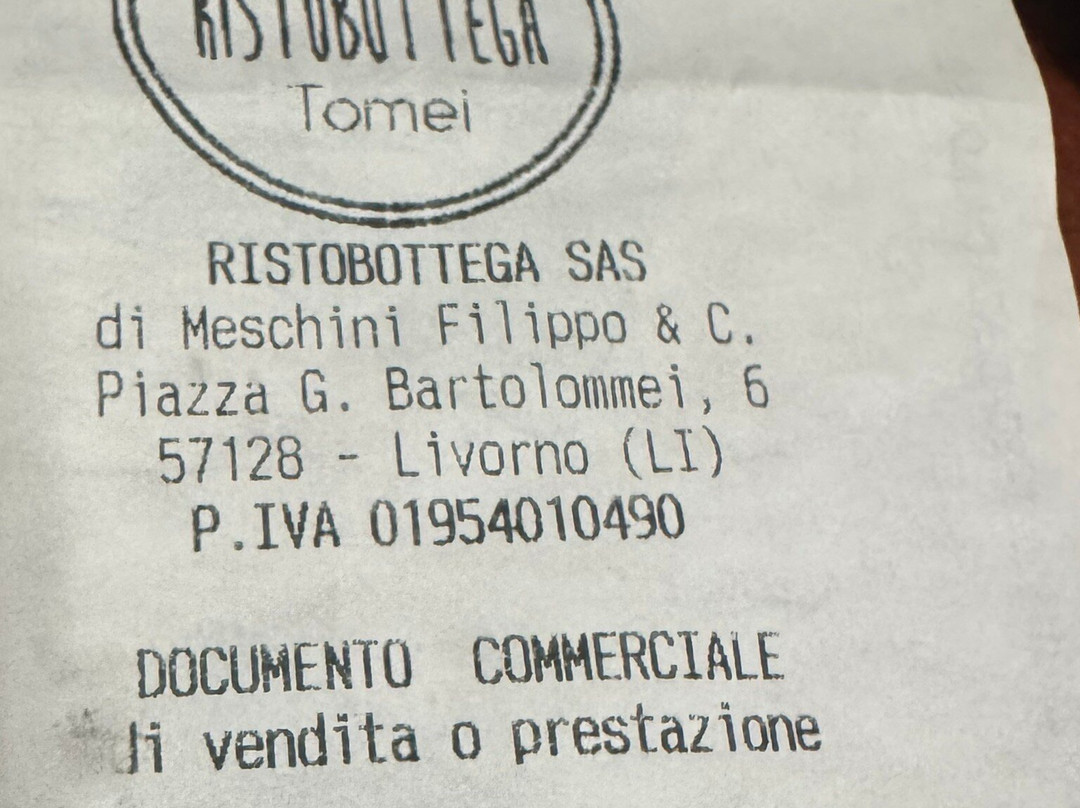 RISTOBOTTEGA
Tomei
RISTOBOTTEGA SAS
di Meschini Filippo & C.
Piazza G. Bartolommei, 6
57128 - Livorno (LI)
P.IVA 01954010490
DOCUMENTO COMMERCIALE
di vendita o prestazione